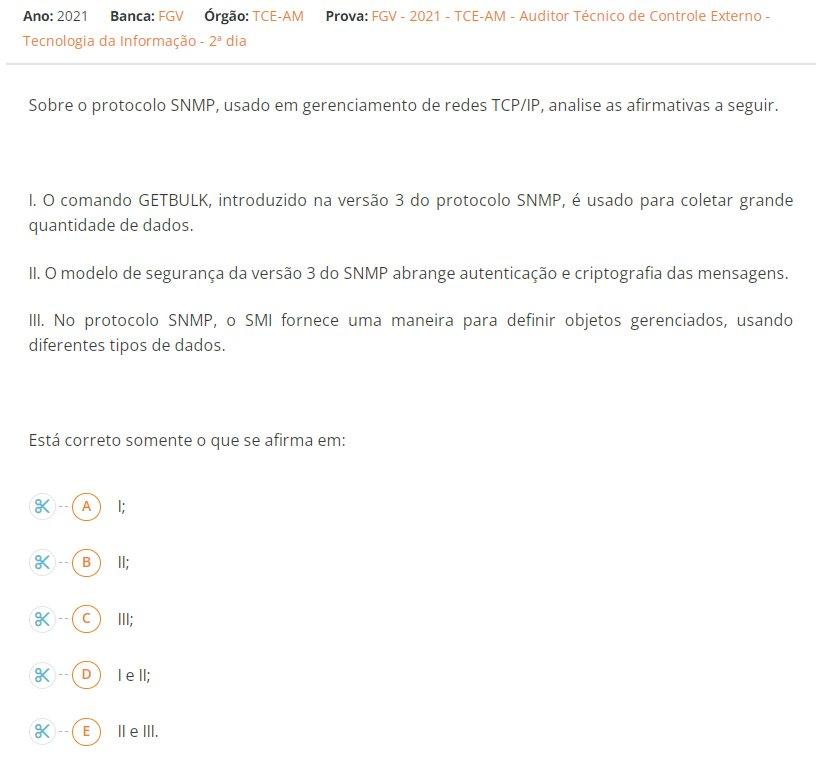 Ano: 2021 Banca: FGV Órgão: TCE-AM Prova: FGV - 2021 - TCE-AM - Auditor Técnico de Controle Externo -
Tecnologia da Informação - 2ª dia
Sobre o protocolo SNMP, usado em gerenciamento de redes TCP/IP, analise as afirmativas a seguir.
I. O comando GETBULK, introduzido na versão 3 do protocolo SNMP, é usado para coletar grande
quantidade de dados.
II. O modelo de segurança da versão 3 do SNMP abrange autenticação e criptografia das mensagens.
III. No protocolo SNMP, o SMI fornece uma maneira para definir objetos gerenciados, usando
diferentes tipos de dados.
Está correto somente o que se afirma em:
A I;
B II;
C III;
D I e II;
E II e III.